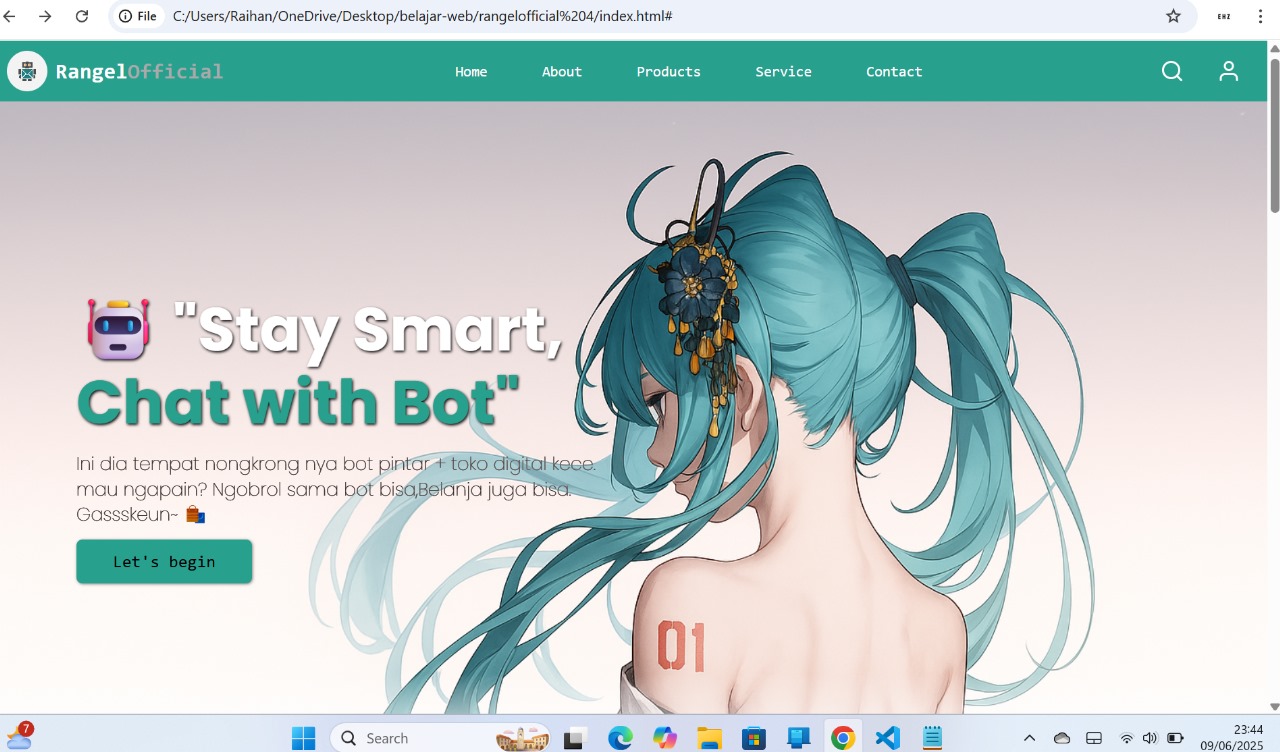 File
C:/Users/Raihan/OneDrive/Desktop/belajar-web/rangelofficial%204/index.html#
EHZ
RangelOfficial
Home
About
Products
Service
Contact
"Stay Smart,
Chat with Bot"
Ini dia tempat nongkrong nya bot pintar + toko digital kece.
mau ngapain? Ngobrol sama bot bisa,Belanja juga bisa.
Gassskeun~
Let's begin
01
7
Search
23:44
/06/2025